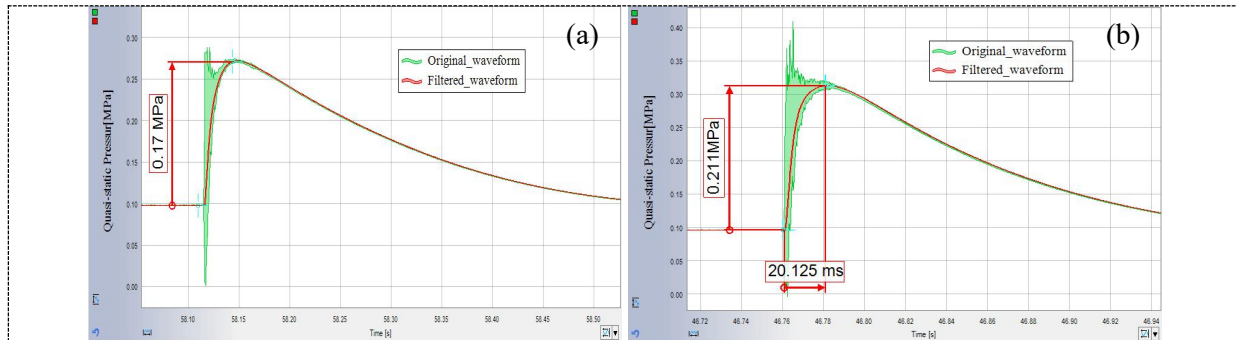 (a)
Original_waveform
Filtered_waveform
0.17 MPa
Quasi-static Pressur[MPa]
0.30
0.25
0.20
0.15
0.10
0.05
0.00
58.10
58.15
58.20
58.25
58.30
58.35
58.40
58.45
58.50
Time [s]
(b)
Original_waveform
Filtered_waveform
0.211MPa
20.125 ms
Quasi-static Pressur[MPa]
0.40
0.35
0.30
0.25
0.20
0.15
0.10
0.05
0.00
46.72
46.74
46.76
46.78
46.80
46.82
46.84
46.86
46.88
46.90
46.92
46.94
Time [s]